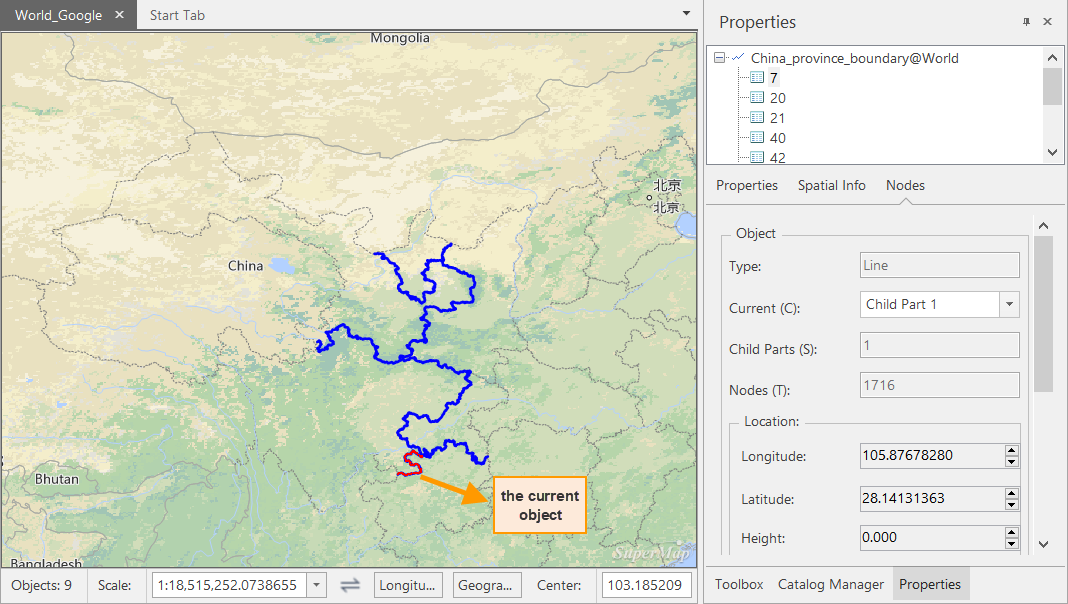 World_Google
Start Tab
Mongolia
北京
北京
China
Bhutan
Bangladesh
the current
object
SuperMap
Objects: 9
Scale:
1:18,515,252.0738655
Longitu...
Geogra...
Center:
103.185209
Properties
China_province_boundary@World
7
20
21
40
42
Properties Spatial Info Nodes
Object
Type: Line
Current (C): Child Part 1
Child Parts (S): 1
Nodes (T): 1716
Location:
Longitude: 105.87678280
Latitude: 28.14131363
Height: 0.000
Toolbox Catalog Manager Properties